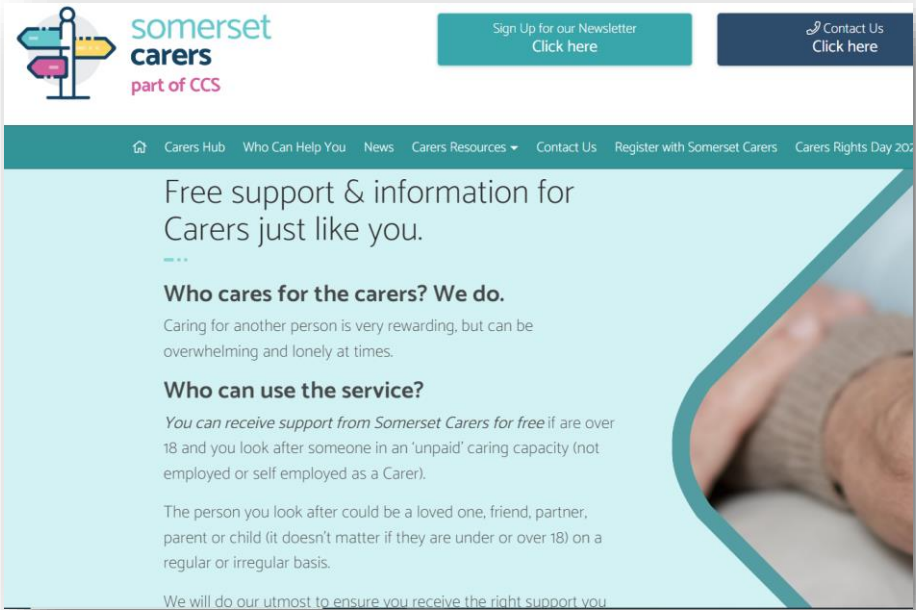 somerset
carers
part of CCS
Sign Up for our Newsletter
Click here
Contact Us
Click here
Carers Hub Who Can Help You News Carers Resources Contact Us Register with Somerset Carers Carers Rights Day 202
Free support & information for
Carers just like you.
Who cares for the carers? We do.
Caring for another person is very rewarding, but can be
overwhelming and lonely at times.
Who can use the service?
You can receive support from Somerset Carers for free if are over
18 and you look after someone in an 'unpaid' caring capacity (not
employed or self employed as a Carer).
The person you look after could be a loved one, friend, partner,
parent or child (it doesn't matter if they are under or over 18) on a
regular or irregular basis.
We will do our utmost to ensure you receive the right support you